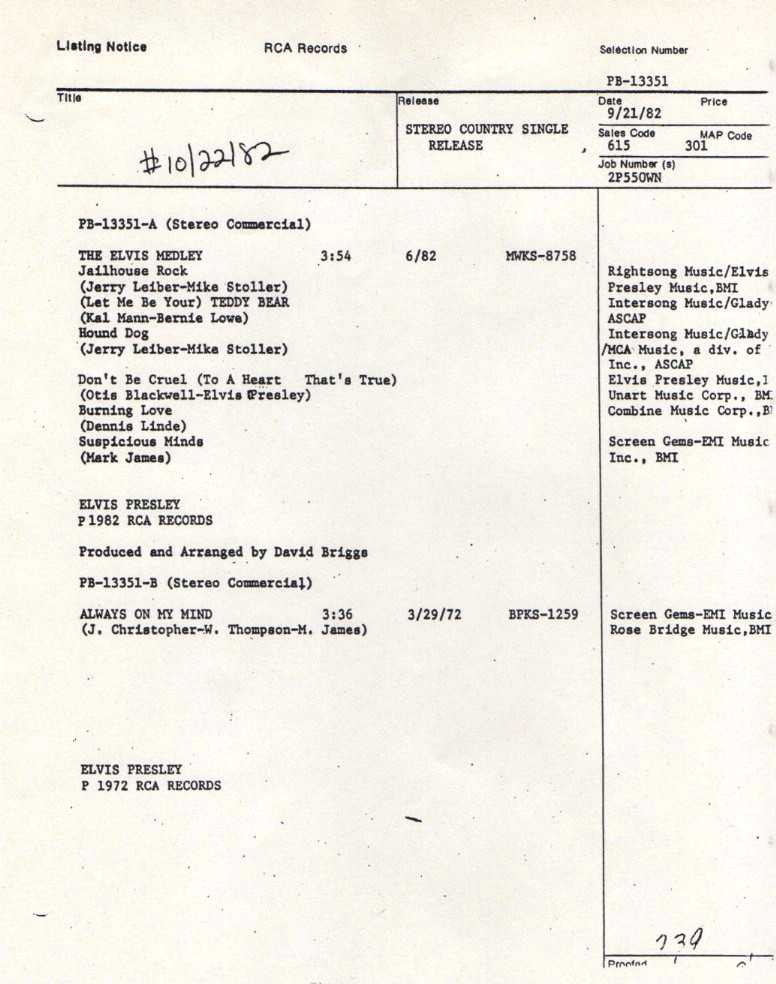 Listing Notice RCA Records Selection Number
PB-13351
Title Release Date Price
9/21/82
STEREO COUNTRY SINGLE
RELEASE
Sales Code MAP Code
615 301
Job Number (s)
2P550WN
#10/22/82
PB-13351-A (Stereo Commercial)
THE ELVIS MEDLEY 3:54 6/82 MWKS-8758
Jailhouse Rock Rightsong Music/Elvis
(Jerry Leiber-Mike Stoller) Presley Music,BMI
(Let Me Be Your) TEDDY BEAR Intersong Music/Glady
(Kal Mann-Bernie Lowe) ASCAP
Hound Dog Intersong Music/Glady
(Jerry Leiber-Mike Stoller) /MCA Music, a div. of
Inc., ASCAP
Don't Be Cruel (To A Heart That's True) Elvis Presley Music,
(Otis Blackwell-Elvis Presley) Unart Music Corp., BM
Burning Love Combine Music Corp.,B
(Dennis Linde)
Suspicious Minds Screen Gems-EMI Music
(Mark James) Inc., BMI
ELVIS PRESLEY
P 1982 RCA RECORDS
Produced and Arranged by David Briggs
PB-13351-B (Stereo Commercial)
ALWAYS ON MY MIND 3:36 3/29/72 BPKS-1259 Screen Gems-EMI Music
(J. Christopher-W. Thompson-M. James) Rose Bridge Music,BMI
ELVIS PRESLEY
P 1972 RCA RECORDS